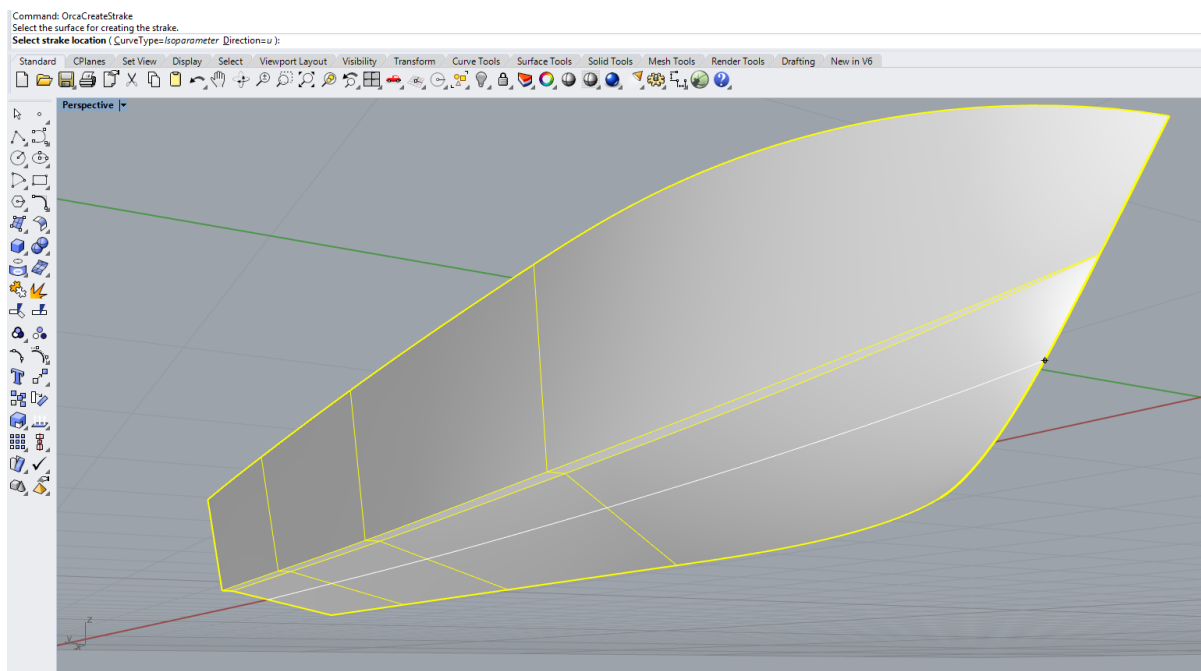 Command: OrcaCreateStrake
Select the surface for creating the strake.
Select strake location ( CurveType=Isoparameter Direction=u ):
Standard CPlanes Set View Display Select Viewport Layout Visibility Transform Curve Tools Surface Tools Solid Tools Mesh Tools Render Tools Drafting New in V6
Perspective
z
y
x